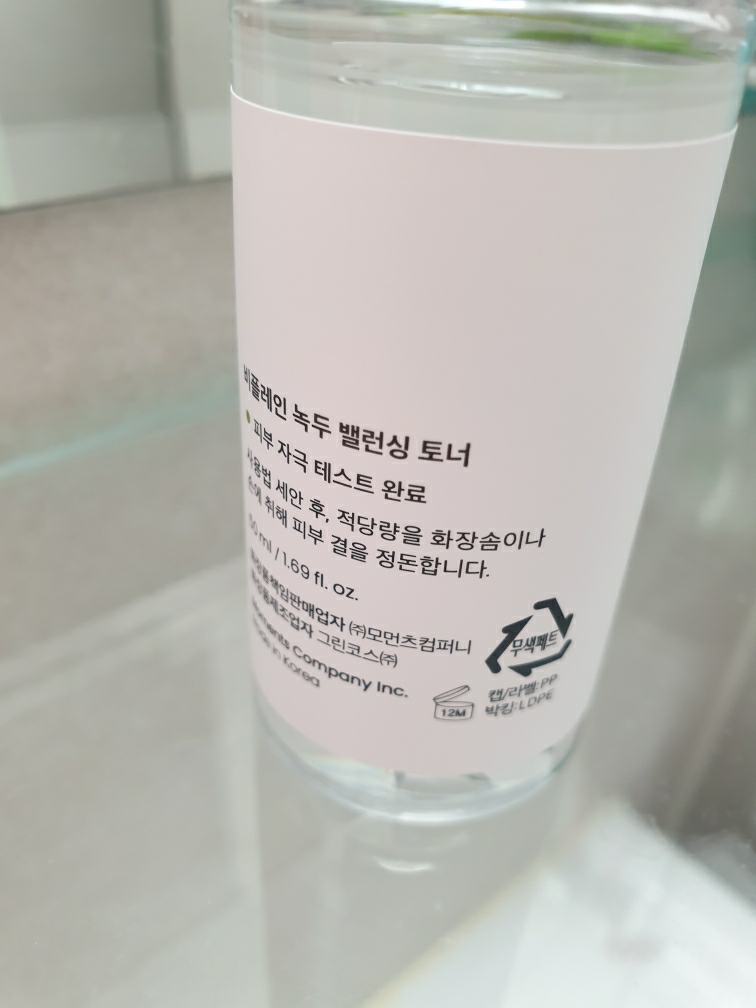 비플레인 녹두 밸런싱 토너
피부 자극 테스트 완료
사용법 세안 후, 적당량을 화장솜이나
손에 취해 피부 결을 정돈합니다.
50 ml / 1.69 fl. oz.
화장품책임판매업자 ㈜모먼츠컴퍼니
화장품제조업자 그린코스㈜
Moments Company Inc.
Made in Korea
12M
무색페트
캡/라벨:PP
박킹:LDPE